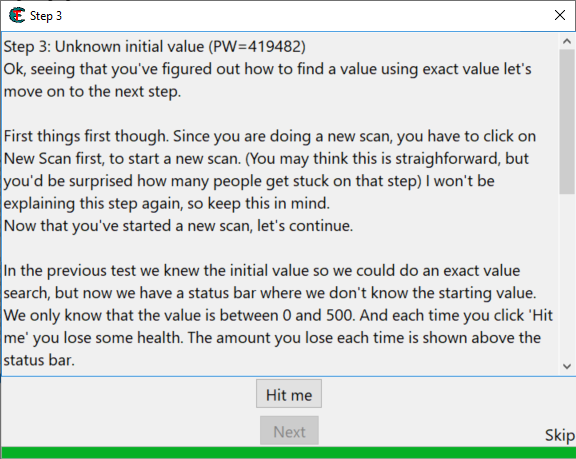 Step 3
Step 3: Unknown initial value (PW=419482)
Ok, seeing that you've figured out how to find a value using exact value let's
move on to the next step.
First things first though. Since you are doing a new scan, you have to click on
New Scan first, to start a new scan. (You may think this is straighforward, but
you'd be surprised how many people get stuck on that step) I won't be
explaining this step again, so keep this in mind.
Now that you've started a new scan, let's continue.
In the previous test we knew the initial value so we could do an exact value
search, but now we have a status bar where we don't know the starting value.
We only know that the value is between 0 and 500. And each time you click 'Hit
me' you lose some health. The amount you lose each time is shown above the
status bar.
Hit me
Next
Skip